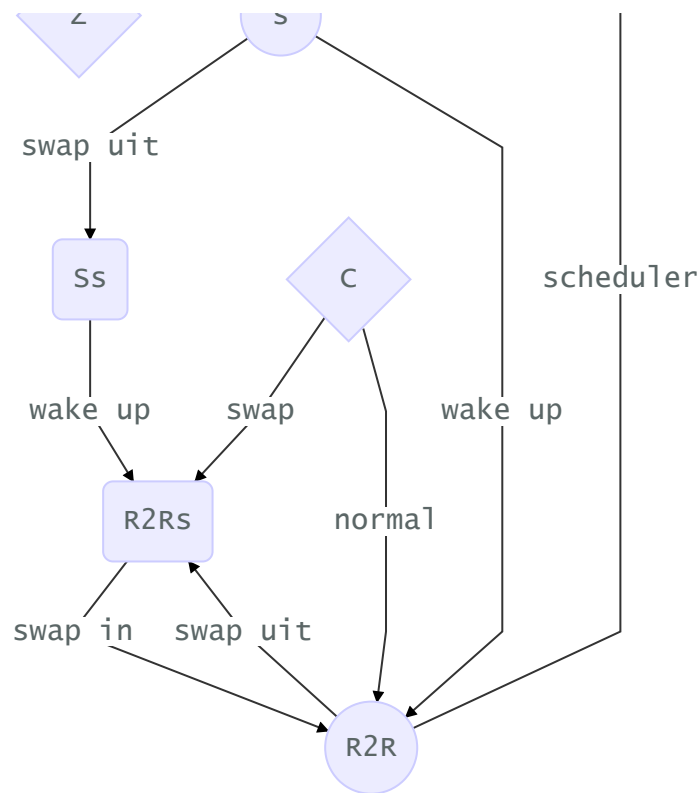 Z
S
swap uit
Ss
C
scheduler
wake up
swap
wake up
R2Rs
normal
swap in
swap uit
R2R